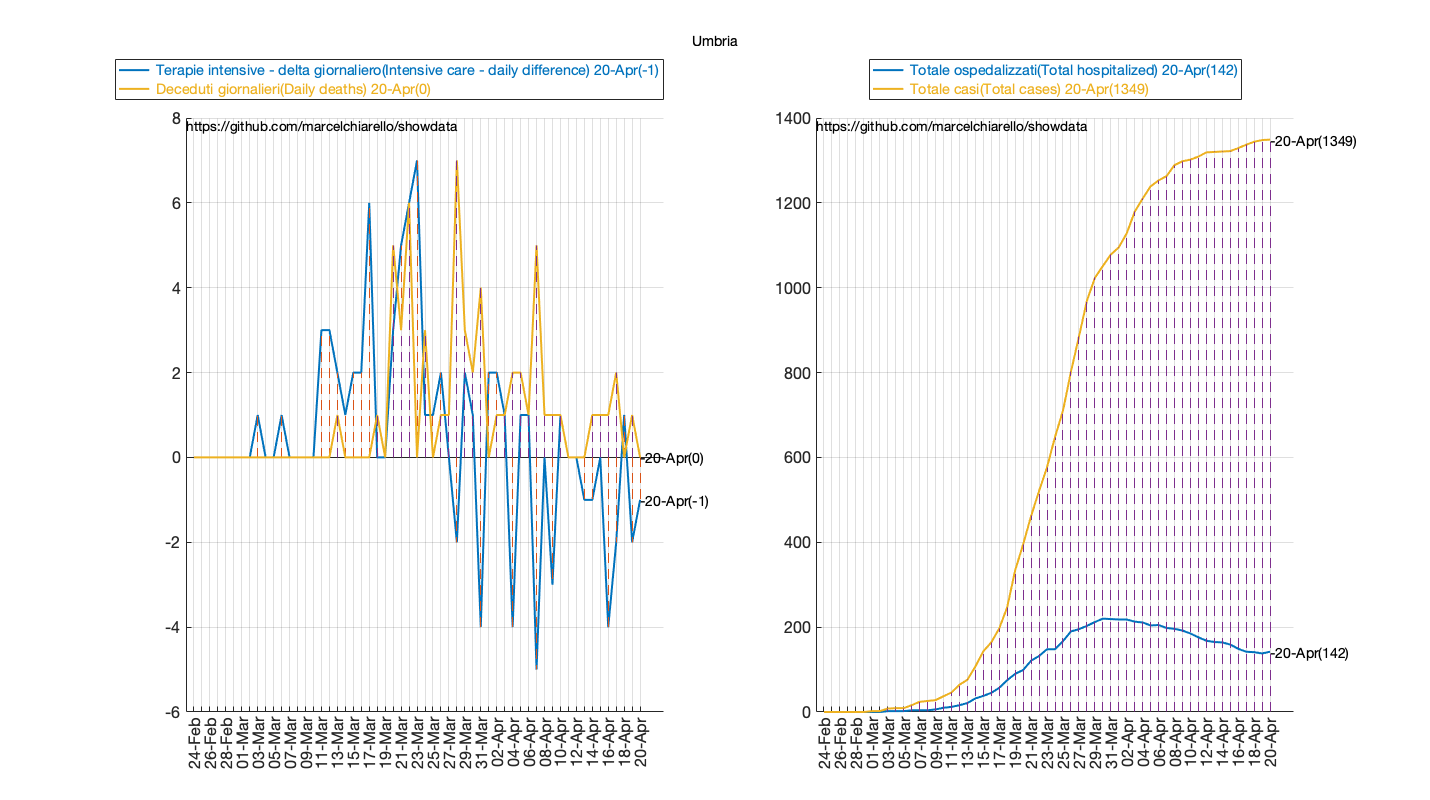 Umbria
Terapie intensive - delta giornaliero(Intensive care - daily difference) 20-Apr(-1)
Deceduti giornalieri(Daily deaths) 20-Apr(0)
8
https://github.com/marcelchiarello/showdata
6
4
2
0
-2
-4
-6
-20-Apr(0)
-20-Apr(-1)
24-Feb
26-Feb
28-Feb
01-Mar
03-Mar
05-Mar
07-Mar
09-Mar
11-Mar
13-Mar
15-Mar
17-Mar
19-Mar
21-Mar
23-Mar
25-Mar
27-Mar
29-Mar
31-Mar
02-Apr
04-Apr
06-Apr
08-Apr
10-Apr
12-Apr
14-Apr
16-Apr
18-Apr
20-Apr
Totale ospedalizzati(Total hospitalized) 20-Apr(142)
Totale casi(Total cases) 20-Apr(1349)
1400
https://github.com/marcelchiarello/showdata
1200
1000
800
600
400
200
0
-20-Apr(1349)
-20-Apr(142)
24-Feb
26-Feb
28-Feb
01-Mar
03-Mar
05-Mar
07-Mar
09-Mar
11-Mar
13-Mar
15-Mar
17-Mar
19-Mar
21-Mar
23-Mar
25-Mar
27-Mar
29-Mar
31-Mar
02-Apr
04-Apr
06-Apr
08-Apr
10-Apr
12-Apr
14-Apr
16-Apr
18-Apr
20-Apr